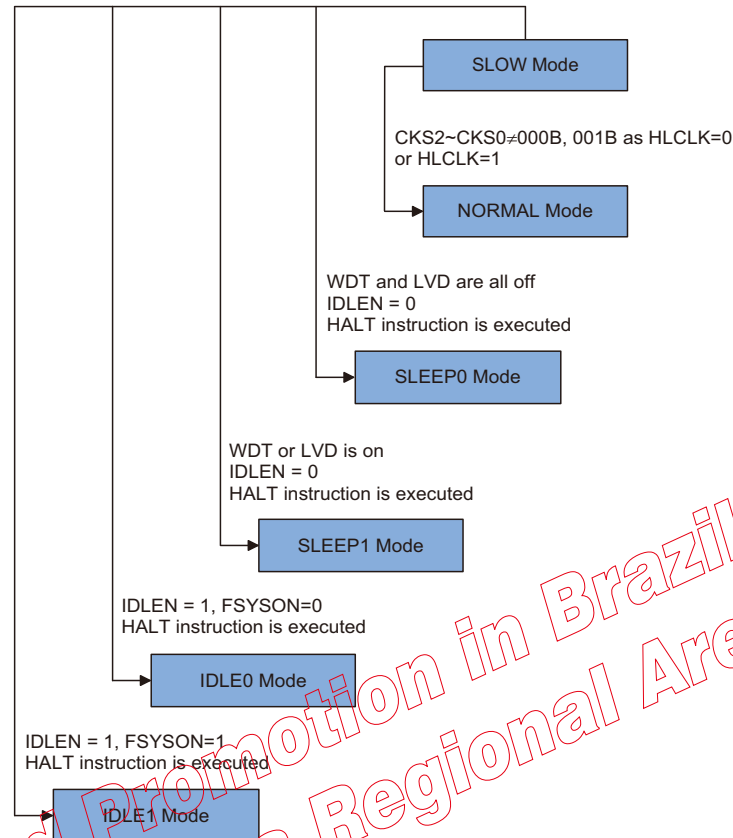 SLOW Mode
CKS2~CKS0≠000B, 001B as HLCLK=0
or HLCLK=1
NORMAL Mode
WDT and LVD are all off
IDLEN = 0
HALT instruction is executed
SLEEP0 Mode
WDT or LVD is on
IDLEN = 0
HALT instruction is executed
SLEEP1 Mode
IDLEN = 1, FSYSON=0
HALT instruction is executed
IDLE0 Mode
IDLEN = 1, FSYSON=1
HALT instruction is executed
IDLE1 Mode
Promotion in Brazil
Regional